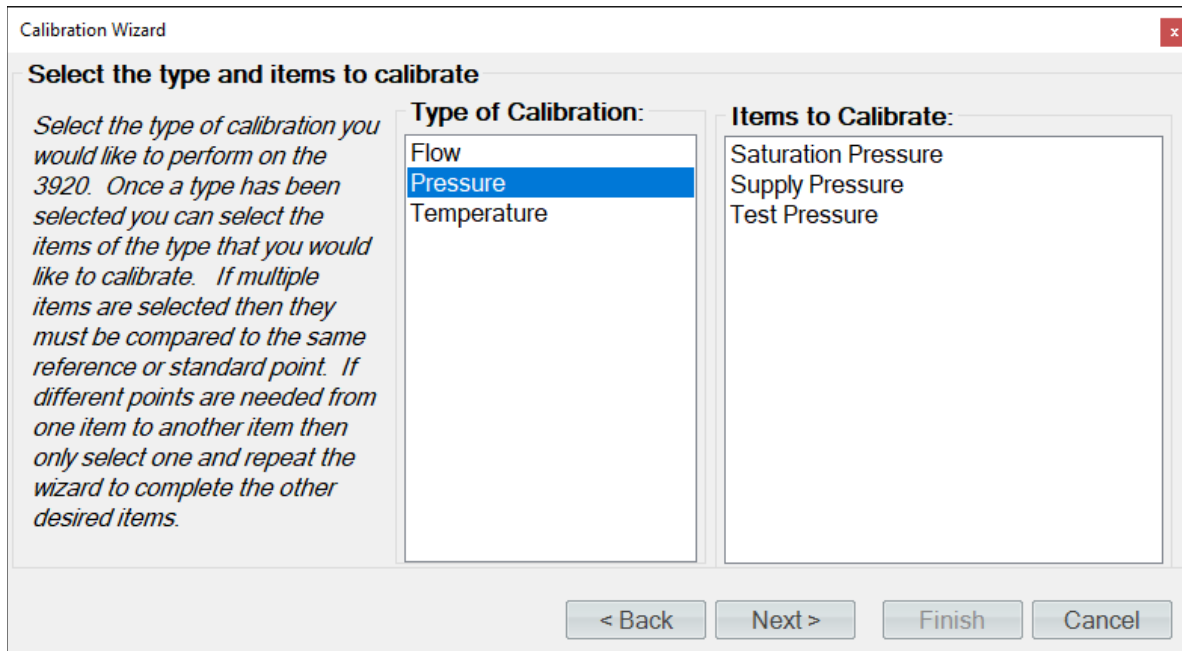 Calibration Wizard
x
Select the type and items to calibrate
Select the type of calibration you
would like to perform on the
3920. Once a type has been
selected you can select the
items of the type that you would
like to calibrate. If multiple
items are selected then they
must be compared to the same
reference or standard point. If
different points are needed from
one item to another item then
only select one and repeat the
wizard to complete the other
desired items.
Type of Calibration:
Flow
Pressure
Temperature
Items to Calibrate:
Saturation Pressure
Supply Pressure
Test Pressure
< Back
Next >
Finish
Cancel